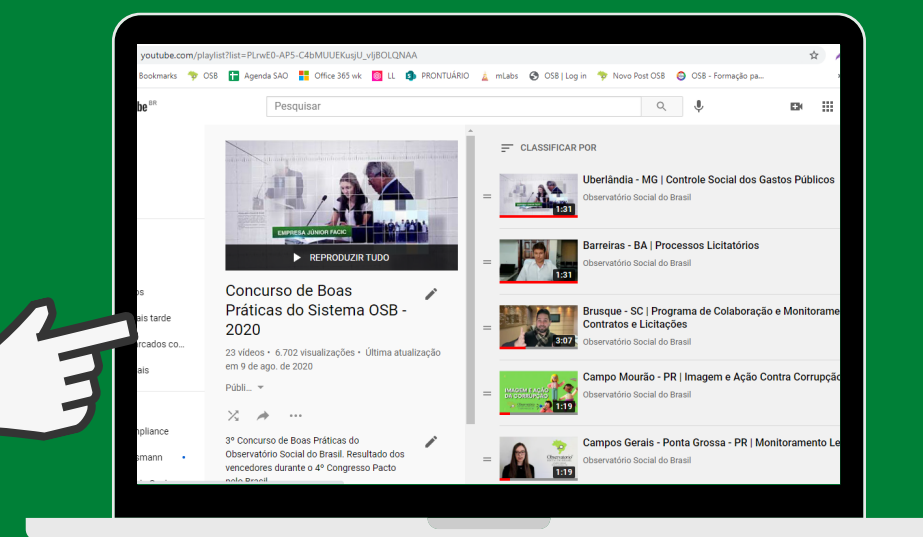 youtube.com/playlist?list=PLrwE0-AP5-C4bMUUEKusjU_vljBOLQNAA
Bookmarks OSB Agenda SAO Office 365 wk LL PRONTUÁRIO mLabs OSB | Log in Novo Post OSB OSB - Formação pa...
be BR
Pesquisar
CLASSIFICAR POR
EMPRESA JÚNIOR FACIC
REPRODUZIR TUDO
Concurso de Boas
Práticas do Sistema OSB -
2020
23 vídeos • 6.702 visualizações • Última atualização
em 9 de ago. de 2020
Públi...
3º Concurso de Boas Práticas do
Observatório Social do Brasil. Resultado dos
vencedores durante o 4º Congresso Pacto
pelo Brasil
os
ais tarde
rcados co...
ais
mpliance
smann
Uberlândia - MG | Controle Social dos Gastos Públicos
Observatório Social do Brasil
1:31
Barreiras - BA | Processos Licitatórios
Observatório Social do Brasil
1:31
Brusque - SC | Programa de Colaboração e Monitorame
Contratos e Licitações
Observatório Social do Brasil
3:07
Campo Mourão - PR | Imagem e Ação Contra Corrupção
Observatório Social do Brasil
IMAGEM E AÇÃO
DA CORRUPÇÃO
1:19
Campos Gerais - Ponta Grossa - PR | Monitoramento Le
Observatório Social do Brasil
Observatório
1:19